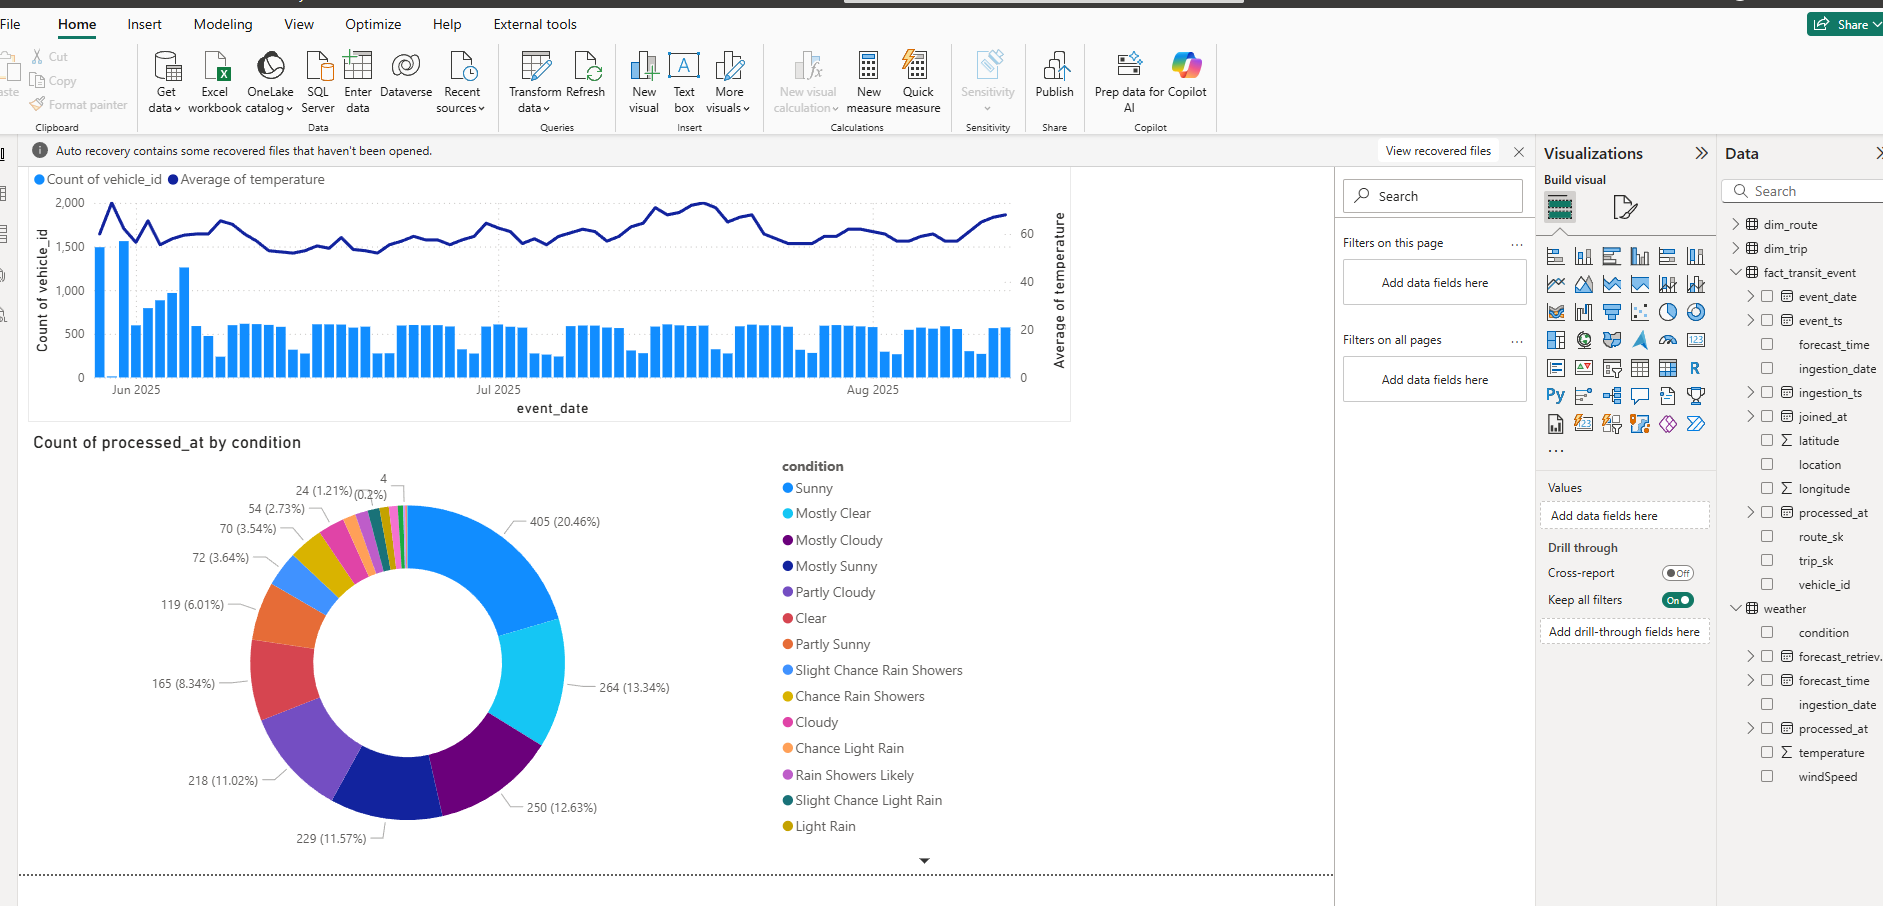 File
Home
Insert
Modeling
View
Optimize
Help
External tools
Share
Cut
Copy
Format painter
Clipboard
Get data
Excel workbook
OneLake catalog
SQL Server
Enter data
Dataverse
Recent sources
Data
Transform data
Refresh
Queries
New visual
Text box
More visuals
Insert
New visual calculation
New measure
Quick measure
Calculations
Sensitivity
Sensitivity
Publish
Share
Prep data for AI
Copilot
Copilot
Auto recovery contains some recovered files that haven't been opened.
View recovered files
Count of vehicle_id
Average of temperature
2,000
1,500
1,000
500
0
Count of vehicle_id
60
40
20
0
Average of temperature
Jun 2025
Jul 2025
Aug 2025
event_date
Count of processed_at by condition
405 (20.46%)
264 (13.34%)
250 (12.63%)
229 (11.57%)
218 (11.02%)
165 (8.34%)
119 (6.01%)
72 (3.64%)
70 (3.54%)
54 (2.73%)
24 (1.21%)
(0.2%)
4
condition
Sunny
Mostly Clear
Mostly Cloudy
Mostly Sunny
Partly Cloudy
Clear
Partly Sunny
Slight Chance Rain Showers
Chance Rain Showers
Cloudy
Chance Light Rain
Rain Showers Likely
Slight Chance Light Rain
Light Rain
Search
Filters on this page
...
Add data fields here
Filters on all pages
...
Add data fields here
Visualizations
Build visual
123
R
Py
123
...
Values
Add data fields here
Drill through
Cross-report
Off
Keep all filters
On
Add drill-through fields here
Data
Search
dim_route
dim_trip
fact_transit_event
event_date
event_ts
forecast_time
ingestion_date
ingestion_ts
joined_at
latitude
location
longitude
processed_at
route_sk
trip_sk
vehicle_id
weather
condition
forecast_retriev...
forecast_time
ingestion_date
processed_at
temperature
windSpeed